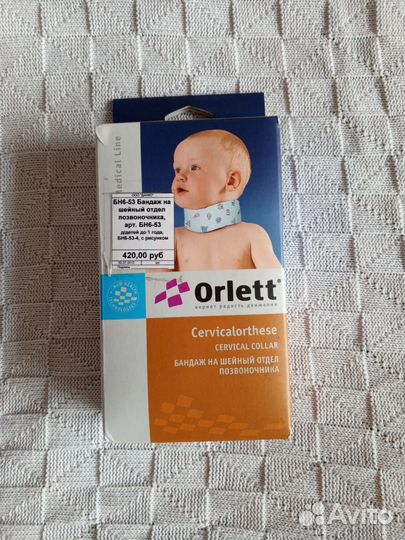 Medical Line
БН6-53 Бандаж на
шейный отдел
позвоночника,
арт. БН6-53
д/детей до 1 года,
БН6-53-4, с рисунком
420,00 руб
Orlett®
вернет радость движения
Cervicalorthese
CERVICAL COLLAR
БАНДАЖ НА ШЕЙНЫЙ ОТДЕЛ
ПОЗВОНОЧНИКА
Avito